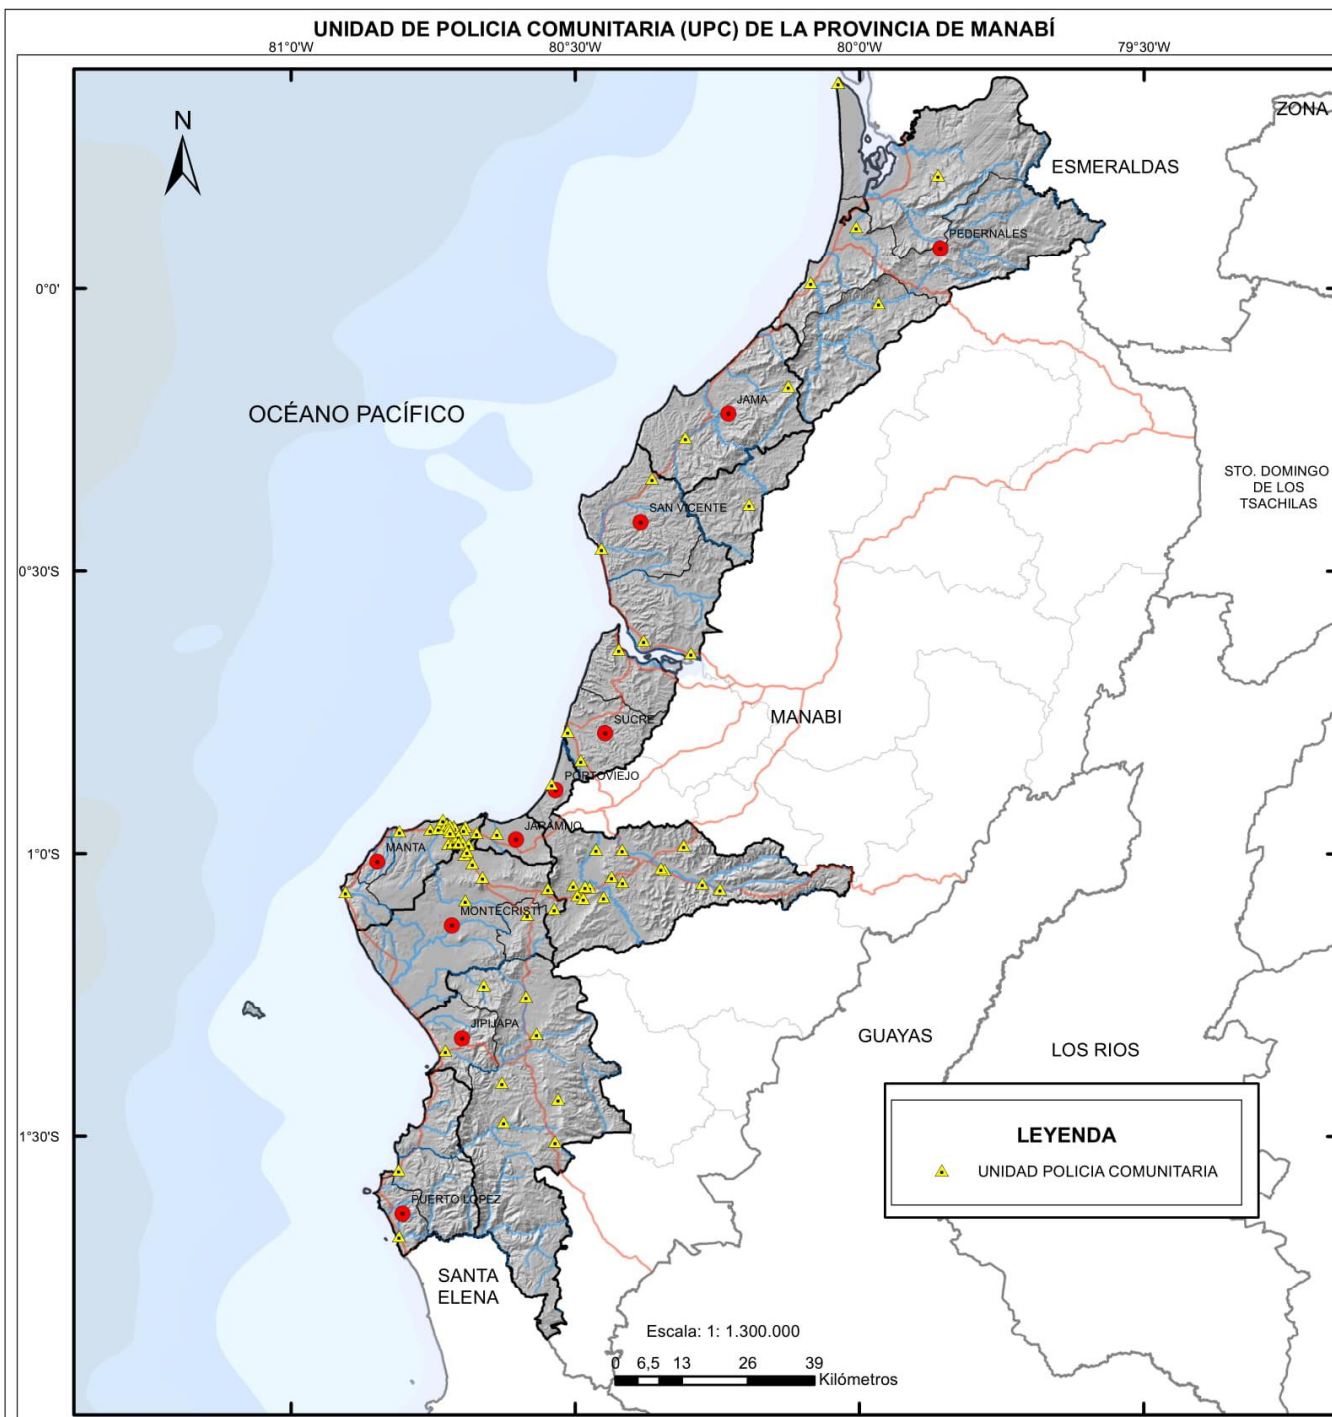 UNIDAD DE POLICIA COMUNITARIA (UPC) DE LA PROVINCIA DE MANABÍ
81°0'W
80°30'W
80°0'W
79°30'W
N
ZONA
ESMERALDAS
PEDERNALES
0°0'
JAMA
OCÉANO PACÍFICO
STO. DOMINGO
DE LOS
TSACHILAS
SAN VICENTE
0°30'S
MANABI
SUCRE
PORTOVIEJO
JARAMIJO
MANTA
1°0'S
MONTECRISTI
JIPIJAPA
GUAYAS
LOS RIOS
LEYENDA
1°30'S
UNIDAD POLICIA COMUNITARIA
PUERTO LOPEZ
SANTA
ELENA
Escala: 1: 1.300.000
0 6,5 13 26 39
Kilómetros